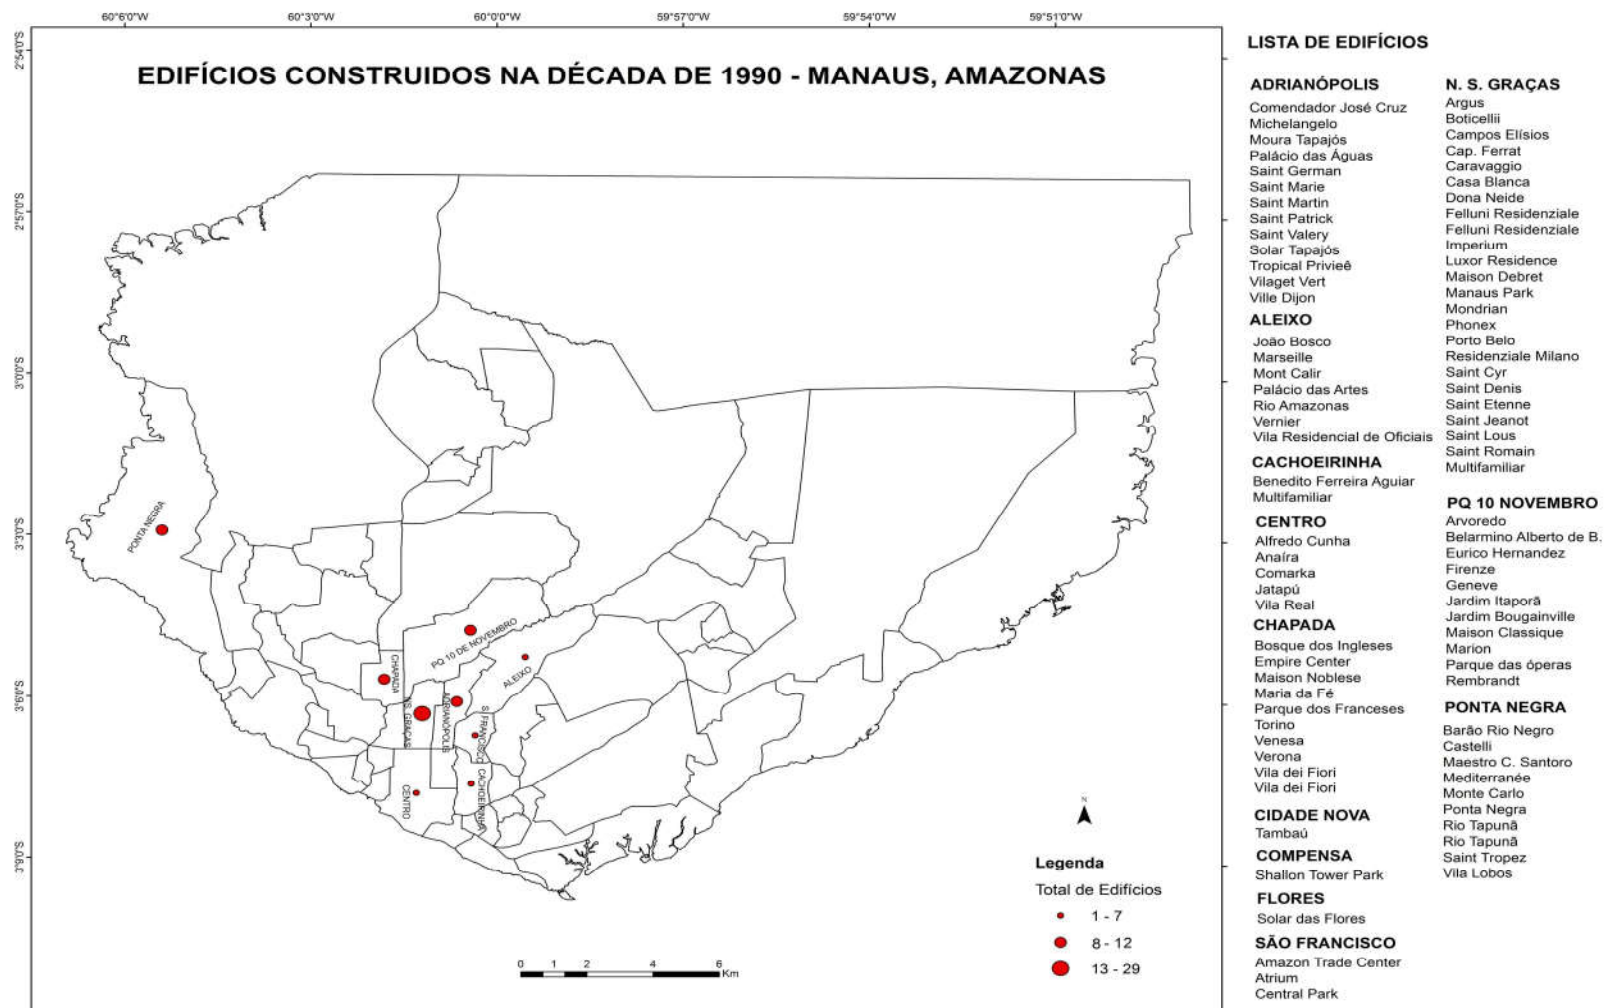 60°6'0"W 60°3'0"W 60°0'0"W 59°57'0"W 59°54'0"W 59°51'0"W
2°54'0"S
2°57'0"S
3°0'0"S
3°3'0"S
3°6'0"S
3°9'0"S
EDIFÍCIOS CONSTRUIDOS NA DÉCADA DE 1990 - MANAUS, AMAZONAS
PONTA NEGRA
PQ 10 DE NOVEMBRO
CHAPADA
ALEIXO
N.S. GRAÇAS
ADRIANÓPOLIS
S. FRANCISCO
CACHOEIRINHA
CENTRO
N
Legenda
Total de Edifícios
1 - 7
8 - 12
13 - 29
0 1 2 4 6
Km
LISTA DE EDIFÍCIOS
ADRIANÓPOLIS
Comendador José Cruz
Michelangelo
Moura Tapajós
Palácio das Águas
Saint German
Saint Marie
Saint Martin
Saint Patrick
Saint Valery
Solar Tapajós
Tropical Privieê
Vilaget Vert
Ville Dijon
ALEIXO
João Bosco
Marseille
Mont Calir
Palácio das Artes
Rio Amazonas
Vernier
Vila Residencial de Oficiais
CACHOEIRINHA
Benedito Ferreira Aguiar
Multifamiliar
CENTRO
Alfredo Cunha
Anaíra
Comarka
Jatapú
Vila Real
CHAPADA
Bosque dos Ingleses
Empire Center
Maison Noblese
Maria da Fé
Parque dos Franceses
Torino
Venesa
Verona
Vila dei Fiori
Vila dei Fiori
CIDADE NOVA
Tambaú
COMPENSA
Shallon Tower Park
FLORES
Solar das Flores
SÃO FRANCISCO
Amazon Trade Center
Atrium
Central Park
N. S. GRAÇAS
Argus
Boticellii
Campos Elísios
Cap. Ferrat
Caravaggio
Casa Blanca
Dona Neide
Felluni Residenziale
Felluni Residenziale
Imperium
Luxor Residence
Maison Debret
Manaus Park
Mondrian
Phonex
Porto Belo
Residenziale Milano
Saint Cyr
Saint Denis
Saint Etenne
Saint Jeanot
Saint Lous
Saint Romain
Multifamiliar
PQ 10 NOVEMBRO
Arvoredo
Belarmino Alberto de B.
Eurico Hernandez
Firenze
Geneve
Jardim Itaporã
Jardim Bougainville
Maison Classique
Marion
Parque das óperas
Rembrandt
PONTA NEGRA
Barão Rio Negro
Castelli
Maestro C. Santoro
Mediterranée
Monte Carlo
Ponta Negra
Rio Tapunã
Rio Tapunã
Saint Tropez
Vila Lobos